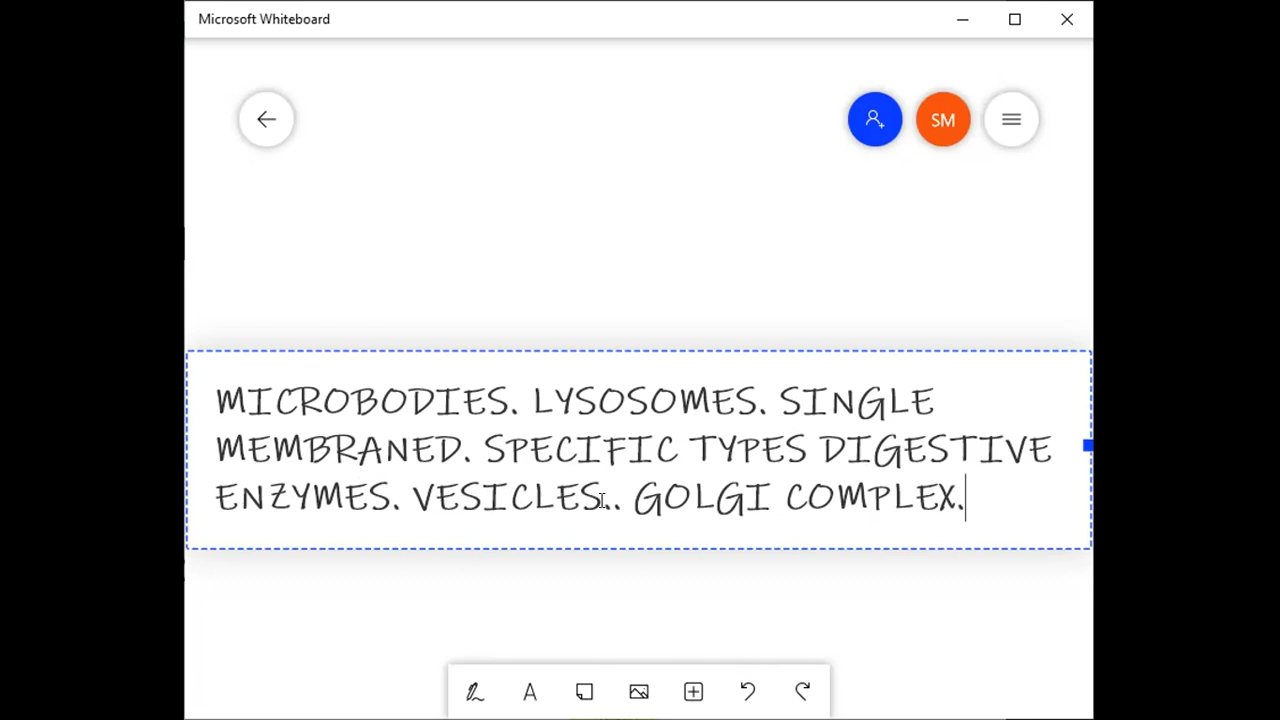 Microsoft Whiteboard
SM
MICROBODIES. LYSOSOMES. SINGLE
MEMBRANED. SPECIFIC TYPES DIGESTIVE
ENZYMES. VESICLES.. GOLGI COMPLEX.
A